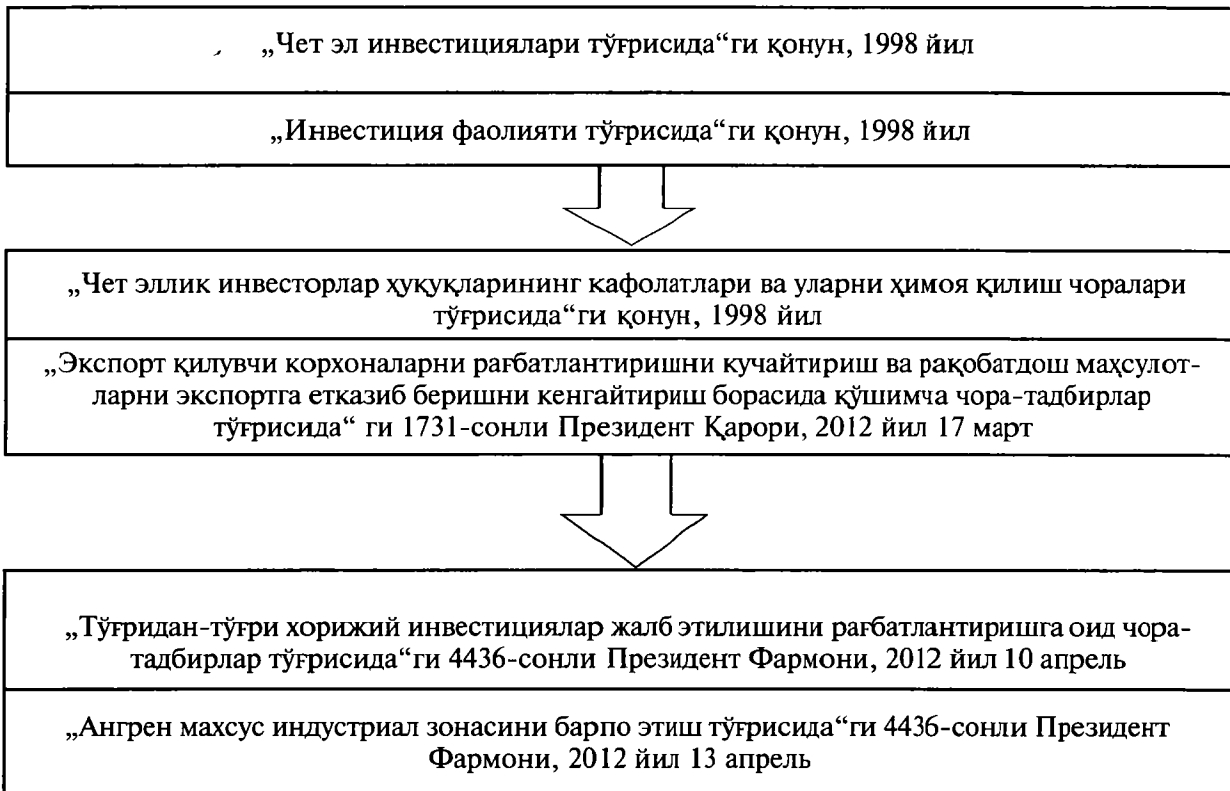 „Чет эл инвестициялари тўғрисида“ги қонун, 1998 йил
„Инвестиция фаолияти тўғрисида“ги қонун, 1998 йил
„Чет эллик инвесторлар ҳуқуқларининг кафолатлари ва уларни ҳимоя қилиш чоралари
тўғрисида“ги қонун, 1998 йил
„Экспорт қилувчи корхоналарни рағбатлантиришни кучайтириш ва рақобатдош маҳсулот-
ларни экспортга етказиб беришни кенгайтириш борасида қўшимча чора-тадбирлар
тўғрисида“ ги 1731-сонли Президент Қарори, 2012 йил 17 март
„Тўғридан-тўғри хорижий инвестициялар жалб этилишини рағбатлантиришга оид чора-
тадбирлар тўғрисида“ги 4436-сонли Президент Фармони, 2012 йил 10 апрель
„Ангрен махсус индустриал зонасини барпо этиш тўғрисида“ги 4436-сонли Президент
Фармони, 2012 йил 13 апрель